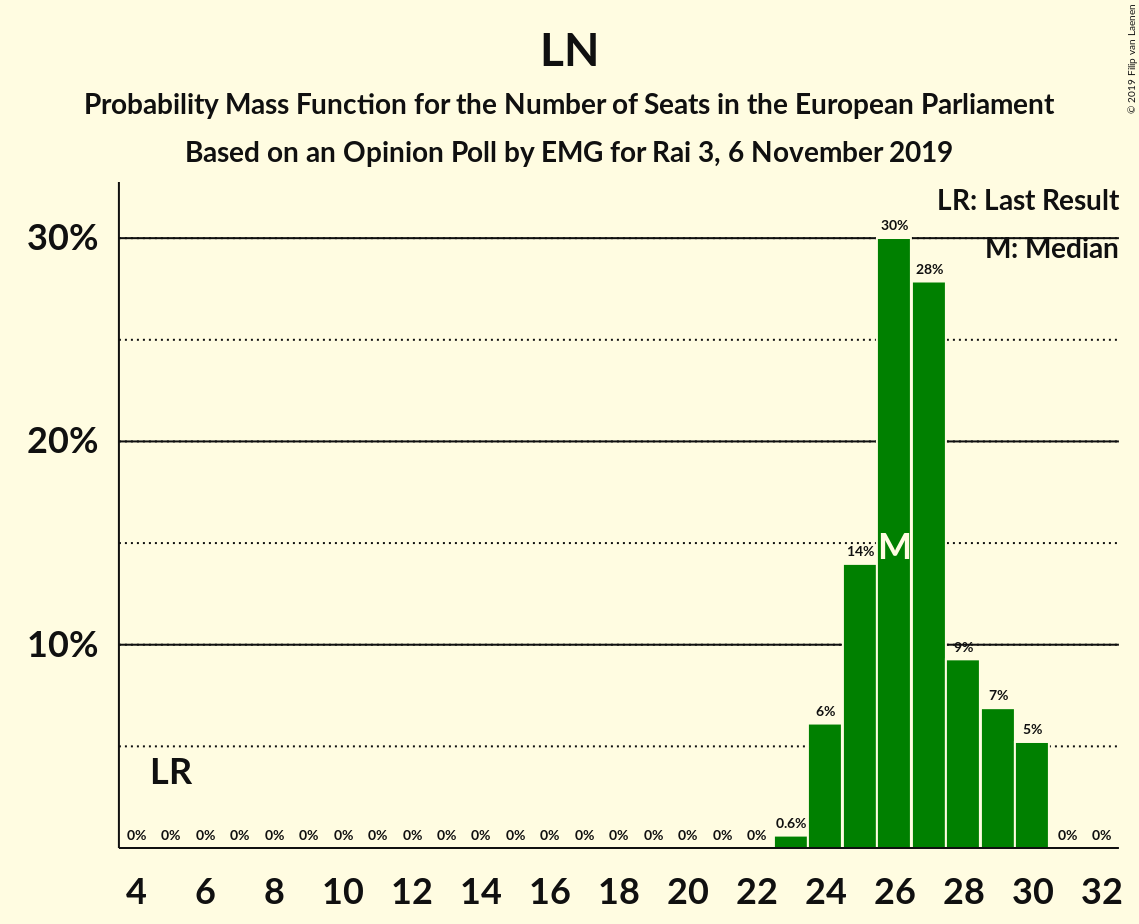 LN
Probability Mass Function for the Number of Seats in the European Parliament
Based on an Opinion Poll by EMG for Rai 3, 6 November 2019
© 2019 Filip van Laenen
LR: Last Result
M: Median
30%
20%
10%
30%
28%
14%
M
9%
7%
6%
5%
LR
0% 0% 0% 0% 0% 0% 0% 0% 0% 0% 0% 0% 0% 0% 0% 0% 0% 0% 0% 0.6% 0% 0%
4 6 8 10 12 14 16 18 20 22 24 26 28 30 32